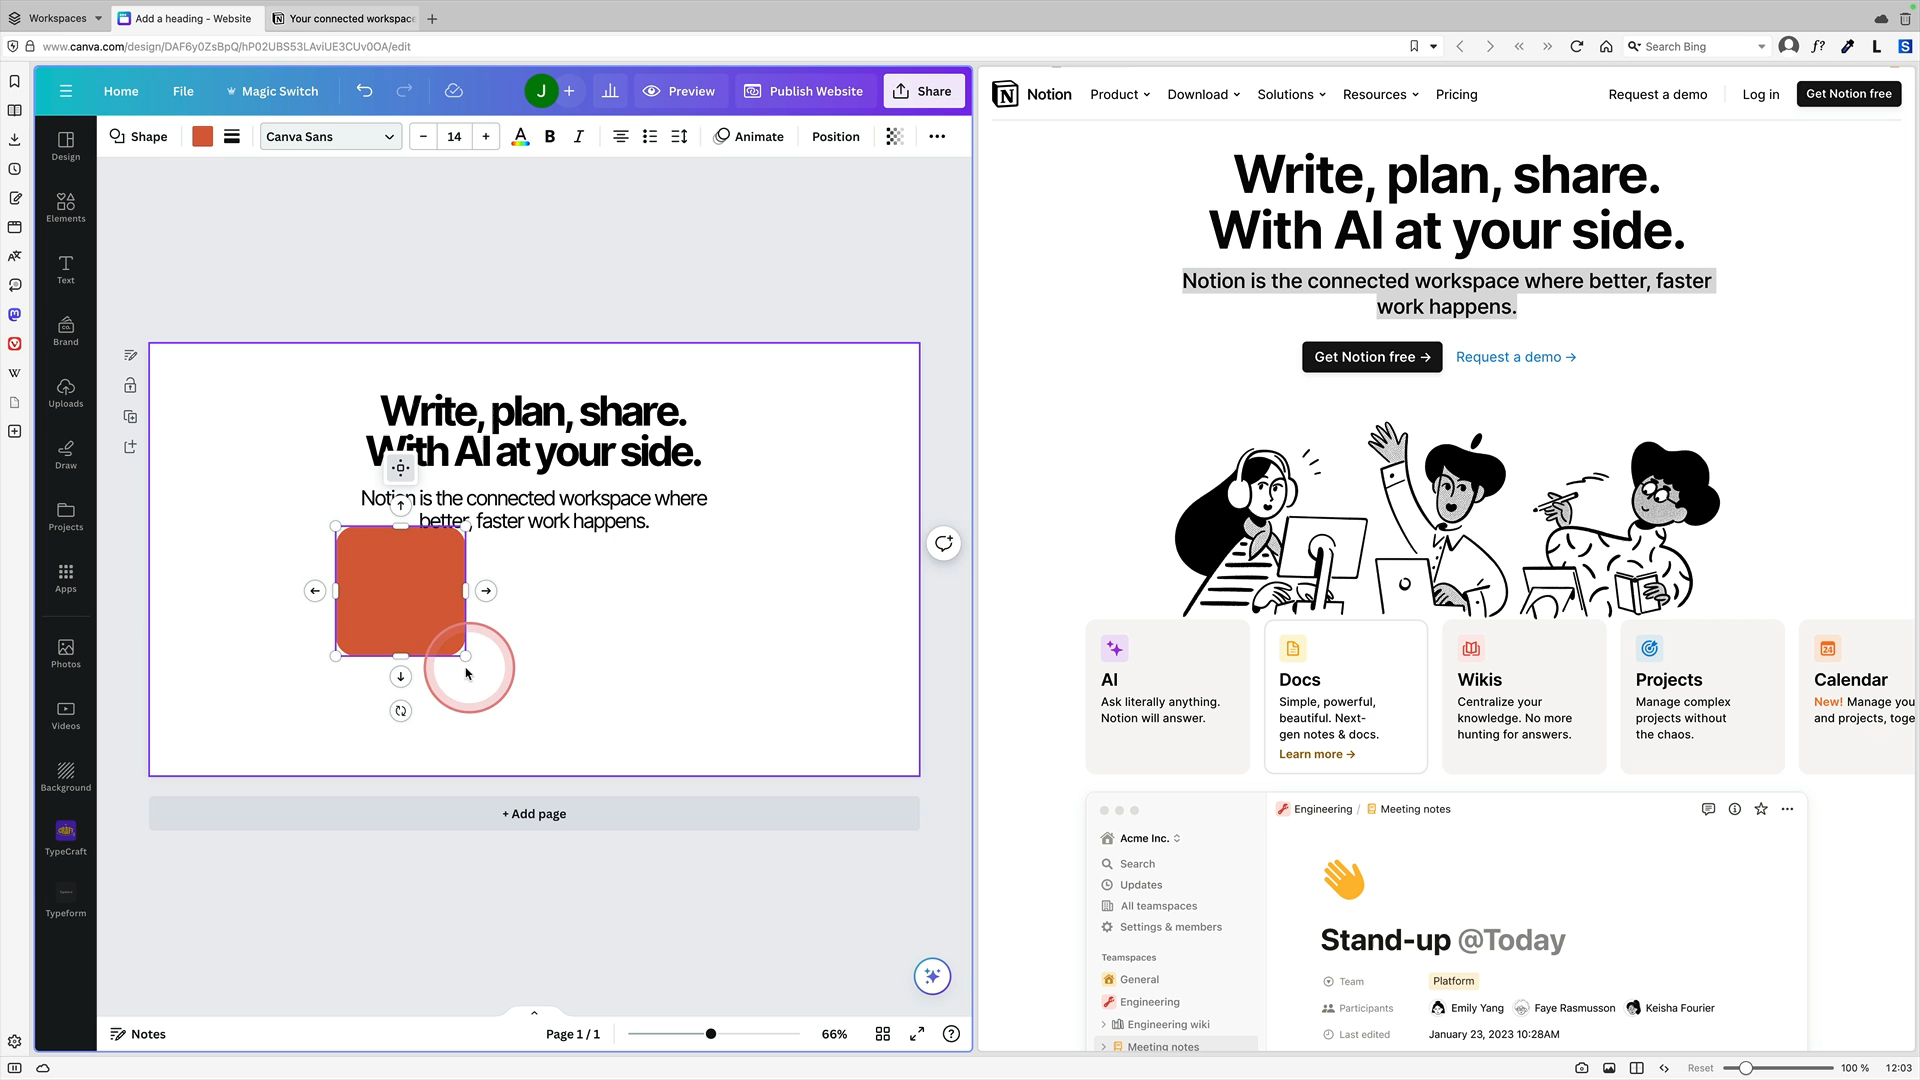 Workspaces
Add a heading - Website
Your connected workspace
www.canva.com/design/DAF6y0ZsBpQ/hP02UBS53LAviUE3CUv0OA/edit
Search Bing
f?
L
S
Home
File
Magic Switch
J
Preview
Publish Website
Share
Shape
Canva Sans
14
A
B
I
Animate
Position
Design
Elements
Text
Brand
Uploads
Draw
Projects
Apps
Photos
Videos
Background
TypeCraft
Typeform
Write, plan, share.
With AI at your side.
Notion is the connected workspace where
better, faster work happens.
+ Add page
Notes
Page 1 / 1
66%
Notion
Product
Download
Solutions
Resources
Pricing
Request a demo
Log in
Get Notion free
Write, plan, share.
With AI at your side.
Notion is the connected workspace where better, faster
work happens.
Get Notion free →
Request a demo →
AI
Ask literally anything.
Notion will answer.
Docs
Simple, powerful,
beautiful. Next-
gen notes & docs.
Learn more →
Wikis
Centralize your
knowledge. No more
hunting for answers.
Projects
Manage complex
projects without
the chaos.
24
Calendar
New! Manage you
and projects, toge
Engineering / Meeting notes
Acme Inc.
Search
Updates
All teamspaces
Settings & members
Teamspaces
General
Engineering
Engineering wiki
Meeting notes
Stand-up @Today
Team
Platform
Participants
Emily Yang
Faye Rasmusson
Keisha Fourier
Last edited
January 23, 2023 10:28AM
Reset
100 %
12:03